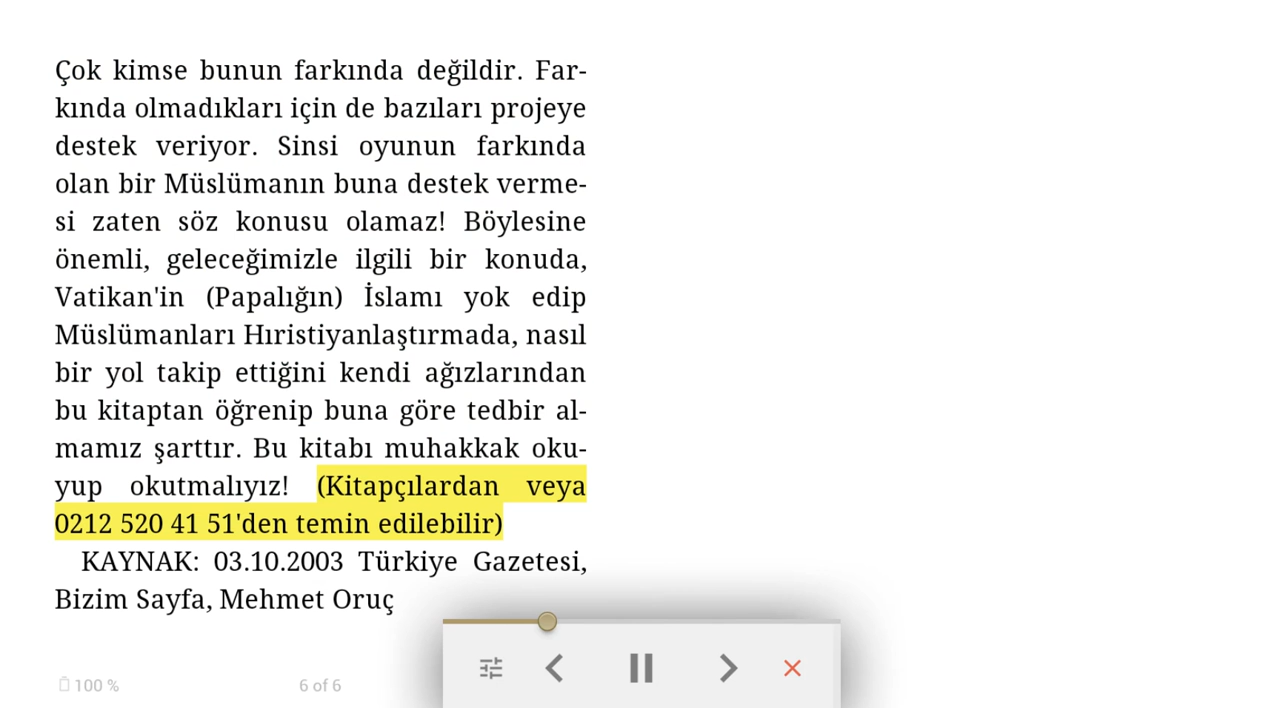 Çok kimse bunun farkında değildir. Far-
kında olmadıkları için de bazıları projeye
destek veriyor. Sinsi oyunun farkında
olan bir Müslümanın buna destek verme-
si zaten söz konusu olamaz! Böylesine
önemli, geleceğimizle ilgili bir konuda,
Vatikan'in (Papalığın) İslamı yok edip
Müslümanları Hıristiyanlaştırmada, nasıl
bir yol takip ettiğini kendi ağızlarından
bu kitaptan öğrenip buna göre tedbir al-
mamız şarttır. Bu kitabı muhakkak oku-
yup okutmalıyız! (Kitapçılardan veya
0212 520 41 51'den temin edilebilir)
KAYNAK: 03.10.2003 Türkiye Gazetesi,
Bizim Sayfa, Mehmet Oruç
100 %
6 of 6